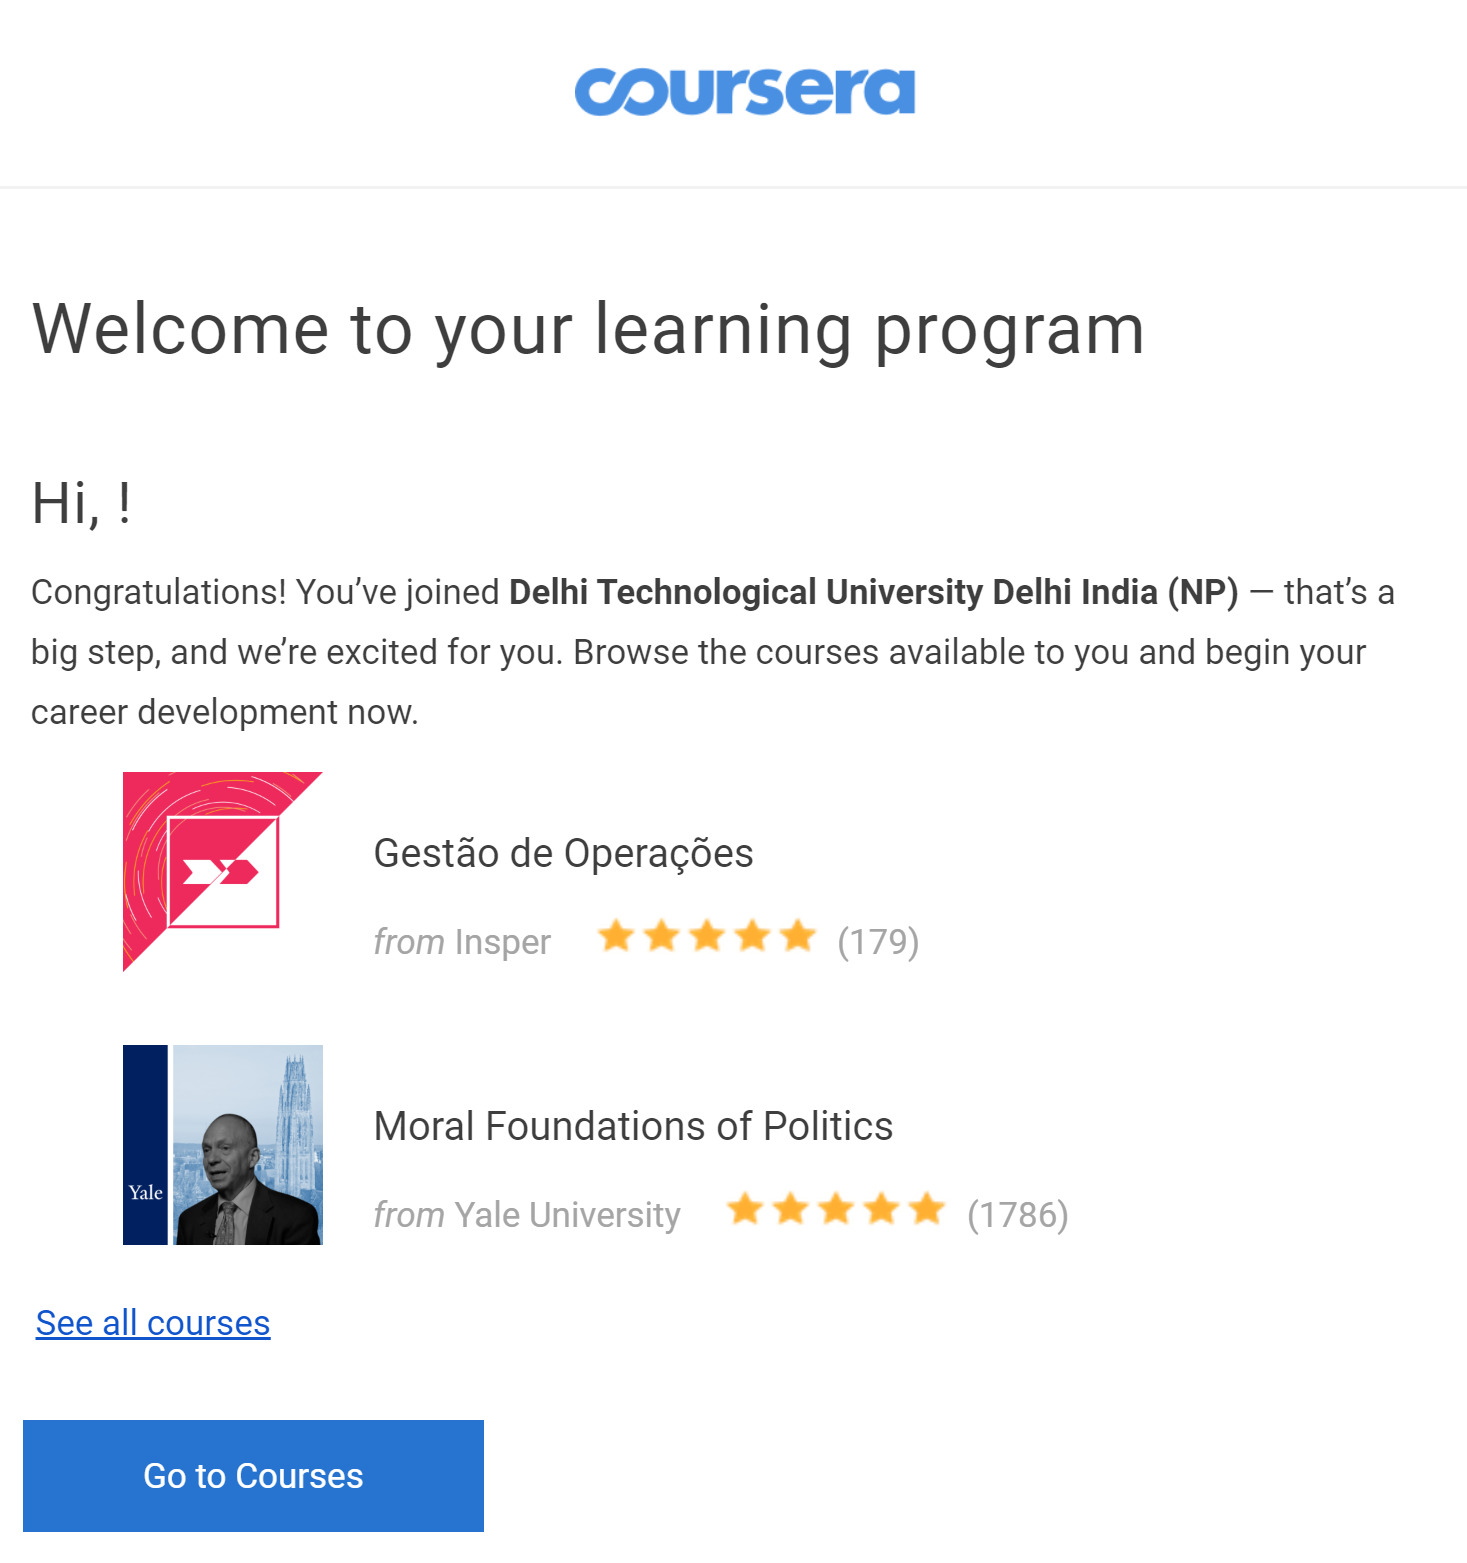 coursera
Welcome to your learning program
Hi, !
Congratulations! You’ve joined Delhi Technological University Delhi India (NP) — that’s a
big step, and we’re excited for you. Browse the courses available to you and begin your
career development now.
Gestão de Operações
from Insper (179)
Yale
Moral Foundations of Politics
from Yale University (1786)
See all courses
Go to Courses